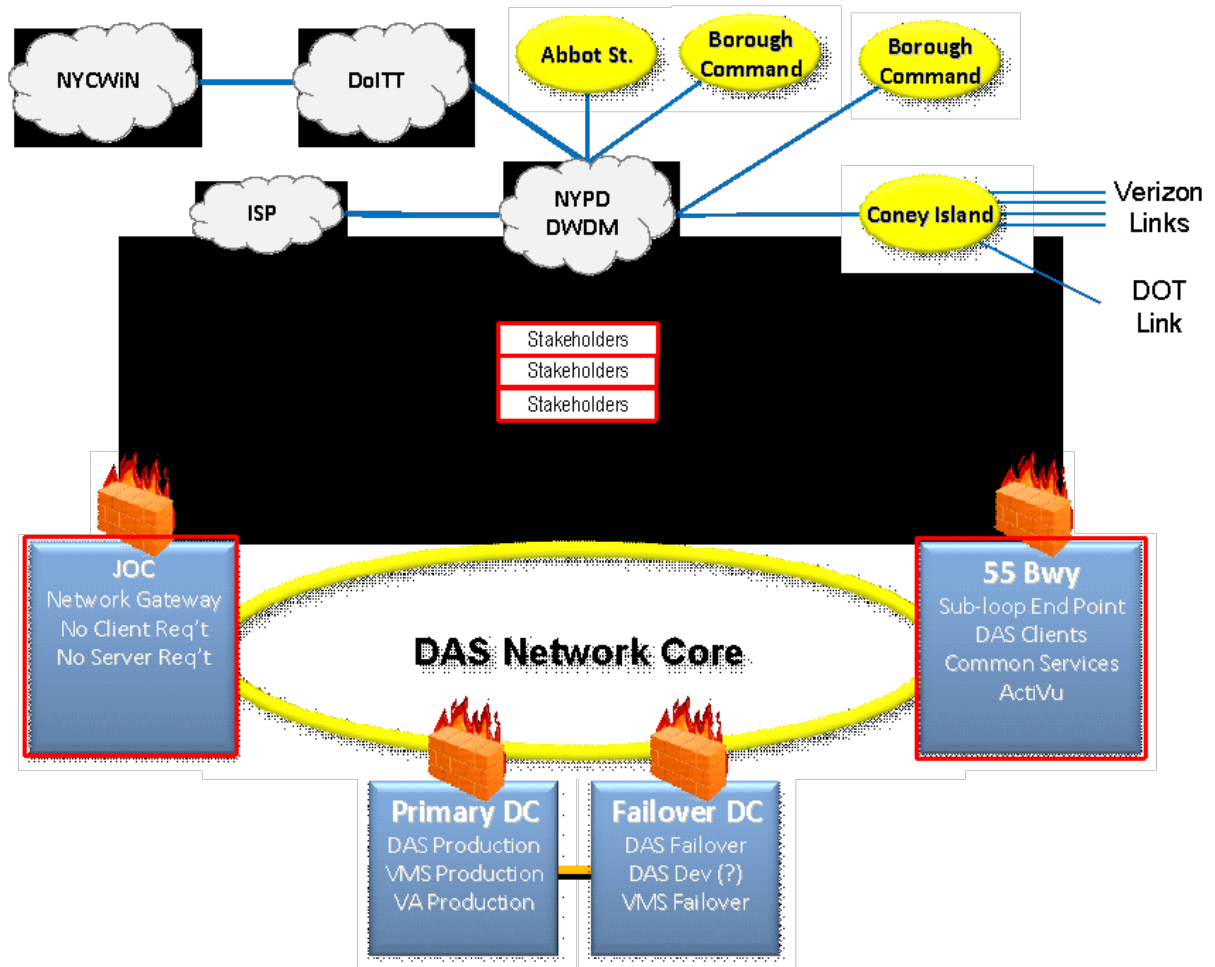 NYCWiN
DoITT
Abbot St.
Borough
Command
Borough
Command
ISP
NYPD
DWDM
Coney Island
Verizon
Links
DOT
Link
Stakeholders
Stakeholders
Stakeholders
JOC
Network Gateway
No Client Req't
No Server Req't
DAS Network Core
55 Bwy
Sub-loop End Point
DAS Clients
Common Services
ActiVu
Primary DC
DAS Production
VMS Production
VA Production
Failover DC
DAS Failover
DAS Dev (?)
VMS Failover